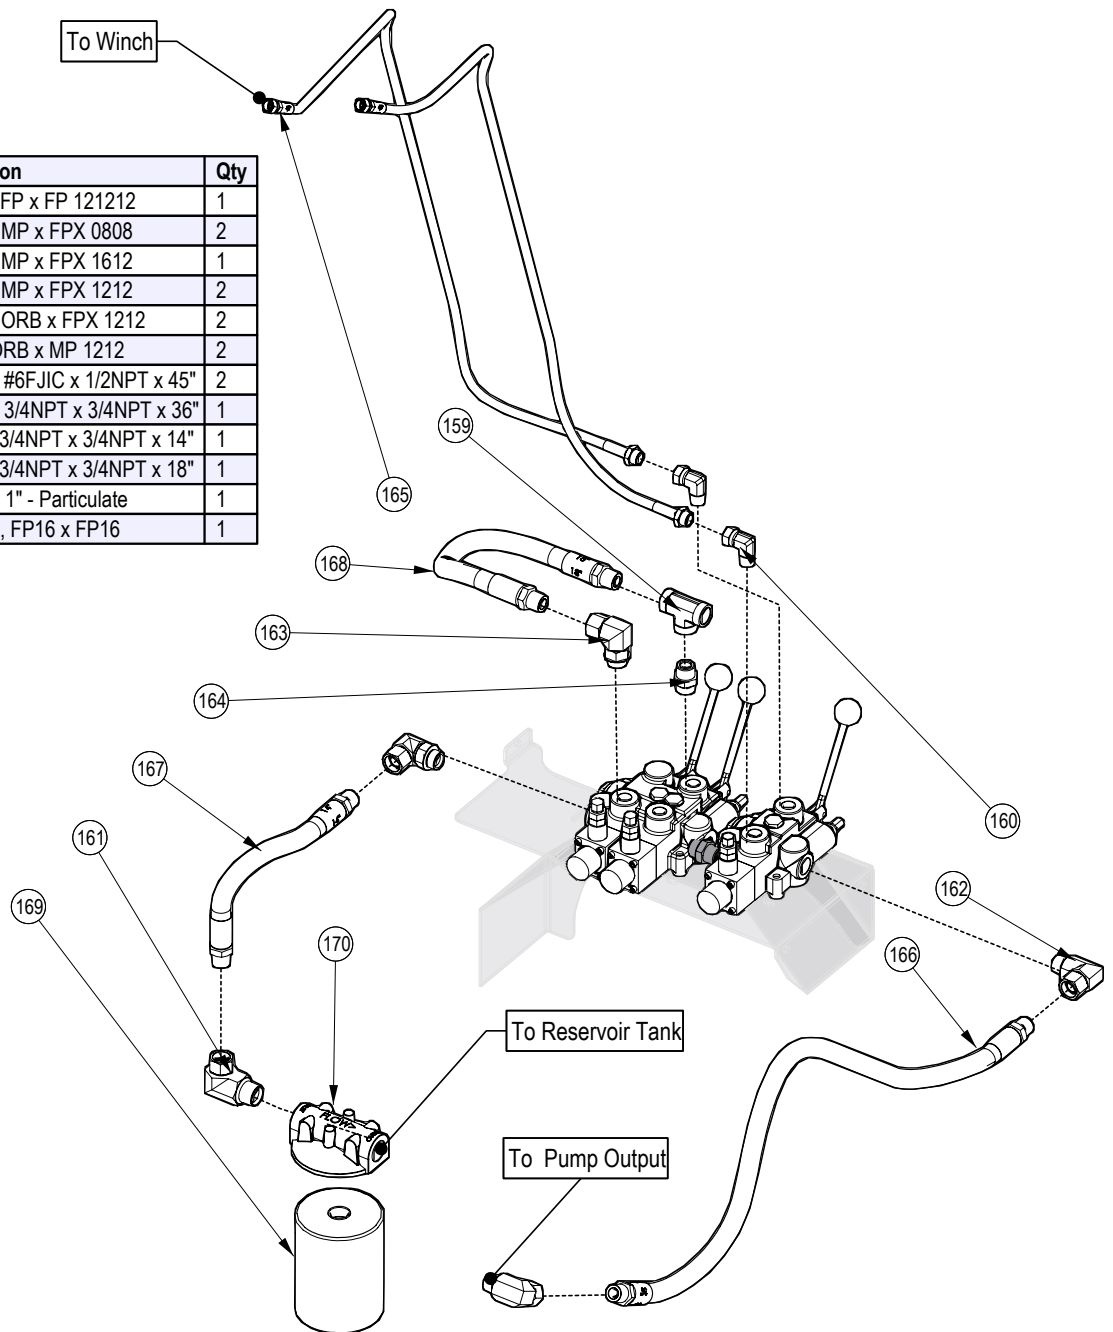 To Winch
on Qty
FP x FP 121212 1
MP x FPX 0808 2
MP x FPX 1612 1
MP x FPX 1212 2
ORB x FPX 1212 2
ORB x MP 1212 2
#6FJIC x 1/2NPT x 45" 2
3/4NPT x 3/4NPT x 36" 1
3/4NPT x 3/4NPT x 14" 1
3/4NPT x 3/4NPT x 18" 1
1" - Particulate 1
, FP16 x FP16 1
159
165
168
18"
163
164
167
161
160
169
170
162
166
FLOW
To Reservoir Tank
To Pump Output